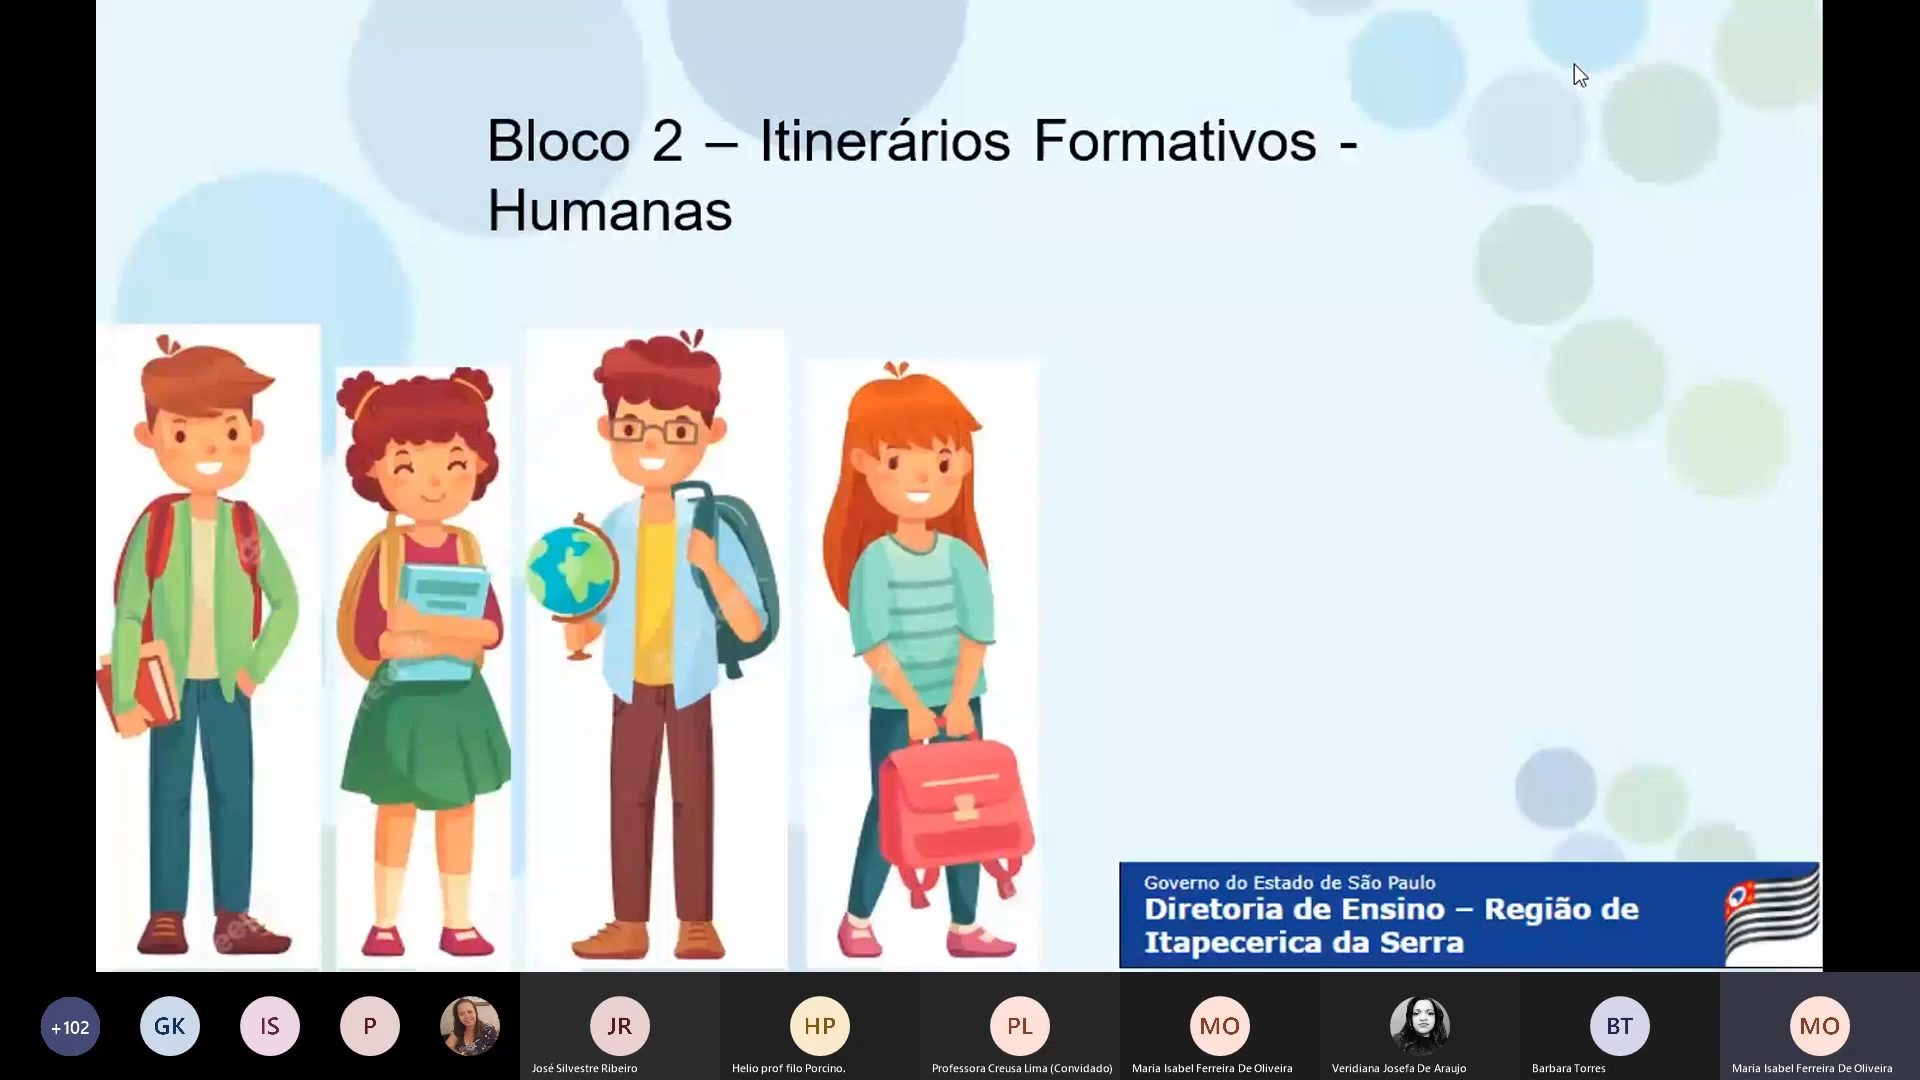 Bloco 2 – Itinerários Formativos -
Humanas
Governo do Estado de São Paulo
Diretoria de Ensino – Região de
Itapecerica da Serra
+102
GK
IS
P
JR
HP
PL
MO
BT
MO
José Silvestre Ribeiro
Helio prof filo Porcino.
Professora Creusa Lima (Convidado)
Maria Isabel Ferreira De Oliveira
Veridiana Josefa De Araujo
Barbara Torres
Maria Isabel Ferreira De Oliveira